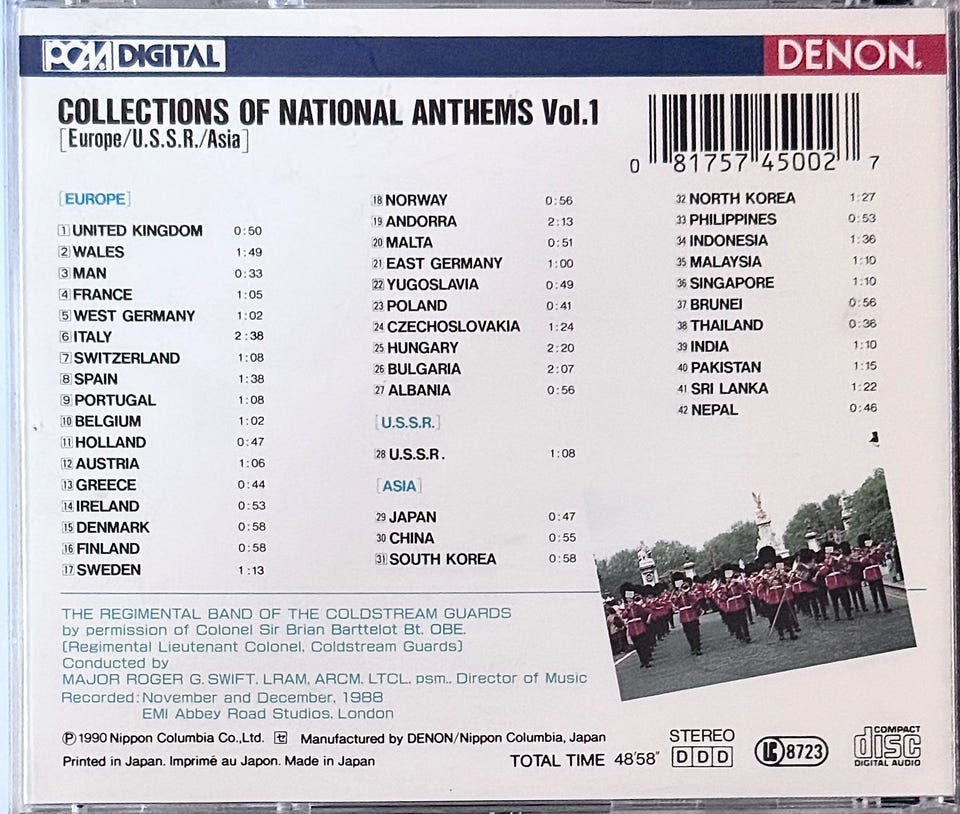 PCM DIGITAL
DENON
COLLECTIONS OF NATIONAL ANTHEMS Vol.1
[Europe/U.S.S.R./Asia]
0 81757 45002 7
[EUROPE]
1 UNITED KINGDOM 0:50
2 WALES 1:49
3 MAN 0:33
4 FRANCE 1:05
5 WEST GERMANY 1:02
6 ITALY 2:38
7 SWITZERLAND 1:08
8 SPAIN 1:38
9 PORTUGAL 1:08
10 BELGIUM 1:02
11 HOLLAND 0:47
12 AUSTRIA 1:06
13 GREECE 0:44
14 IRELAND 0:53
15 DENMARK 0:58
16 FINLAND 0:58
17 SWEDEN 1:13
18 NORWAY 0:56
19 ANDORRA 2:13
20 MALTA 0:51
21 EAST GERMANY 1:00
22 YUGOSLAVIA 0:49
23 POLAND 0:41
24 CZECHOSLOVAKIA 1:24
25 HUNGARY 2:20
26 BULGARIA 2:07
27 ALBANIA 0:56
[U.S.S.R.]
28 U.S.S.R. 1:08
[ASIA]
29 JAPAN 0:47
30 CHINA 0:55
31 SOUTH KOREA 0:58
32 NORTH KOREA 1:27
33 PHILIPPINES 0:53
34 INDONESIA 1:36
35 MALAYSIA 1:10
36 SINGAPORE 1:10
37 BRUNEI 0:56
38 THAILAND 0:36
39 INDIA 1:10
40 PAKISTAN 1:15
41 SRI LANKA 1:22
42 NEPAL 0:46
THE REGIMENTAL BAND OF THE COLDSTREAM GUARDS
by permission of Colonel Sir Brian Barttelot Bt. OBE.
(Regimental Lieutenant Colonel, Coldstream Guards)
Conducted by
MAJOR ROGER G. SWIFT, LRAM, ARCM, LTCL, psm., Director of Music
Recorded: November and December, 1988
EMI Abbey Road Studios, London
℗1990 Nippon Columbia Co.,Ltd. Manufactured by DENON/Nippon Columbia, Japan
Printed in Japan. Imprimé au Japon. Made in Japan
TOTAL TIME 48'58"
STEREO
DDD
LC 8723
COMPACT
disc
DIGITAL AUDIO